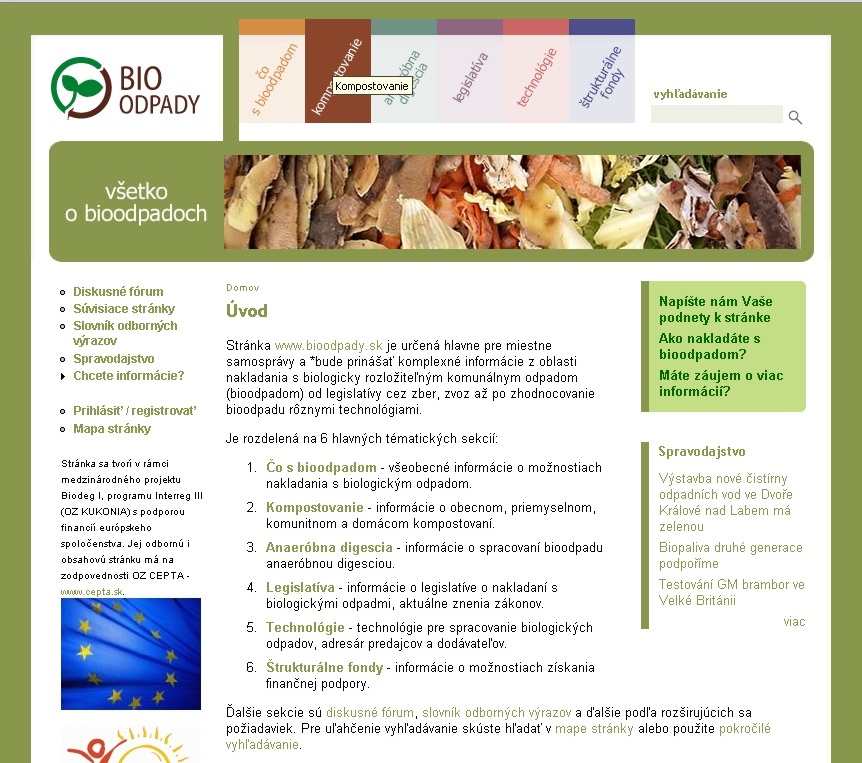 BIO
ODPADY
čo
s bioodpadom
kompostovanie
Kompostovanie
anaeróbna
digescia
legislatíva
technológie
štrukturálne
fondy
vyhľadávanie
všetko
o bioodpadoch
Diskusné fórum
Súvisiace stránky
Slovník odborných
výrazov
Spravodajstvo
Chcete informácie?
Prihlásiť / registrovať
Mapa stránky
Stránka sa tvorí v rámci
medzinárodného projektu
Biodeg I, programu Interreg III
(OZ KUKONIA) s podporou
financií európskeho
spoločenstva. Jej odbornú i
obsahovú stránku má na
zodpovednosti OZ CEPTA -
www.cepta.sk.
Domov
Úvod
Stránka www.bioodpady.sk je určená hlavne pre miestne
samosprávy a *bude prinášať komplexné informácie z oblasti
nakladania s biologicky rozložiteľným komunálnym odpadom
(bioodpadom) od legislatívy cez zber, zvoz až po zhodnocovanie
bioodpadu rôznymi technológiami.
Je rozdelená na 6 hlavných tématických sekcií:
1. Čo s bioodpadom - všeobecné informácie o možnostiach
nakladania s biologickým odpadom.
2. Kompostovanie - informácie o obecnom, priemyselnom,
komunitnom a domácom kompostovaní.
3. Anaeróbna digescia - informácie o spracovaní bioodpadu
anaeróbnou digesciou.
4. Legislatíva - informácie o legislatíve o nakladaní s
biologickými odpadmi, aktuálne znenia zákonov.
5. Technológie - technológie pre spracovanie biologických
odpadov, adresár predajcov a dodávateľov.
6. Štrukturálne fondy - informácie o možnostiach získania
finančnej podpory.
Ďalšie sekcie sú diskusné fórum, slovník odborných výrazov a ďalšie podľa rozširujúcich sa
požiadaviek. Pre uľahčenie vyhľadávanie skúste hľadať v mape stránky alebo použite pokročilé
vyhľadávanie.
Napíšte nám Vaše
podnety k stránke
Ako nakladáte s
bioodpadom?
Máte záujem o viac
informácií?
Spravodajstvo
Výstavba nové čistírny
odpadních vod ve Dvoře
Králové nad Labem má
zelenou
Biopaliva druhé generace
podpoříme
Testování GM brambor ve
Velké Británii
viac